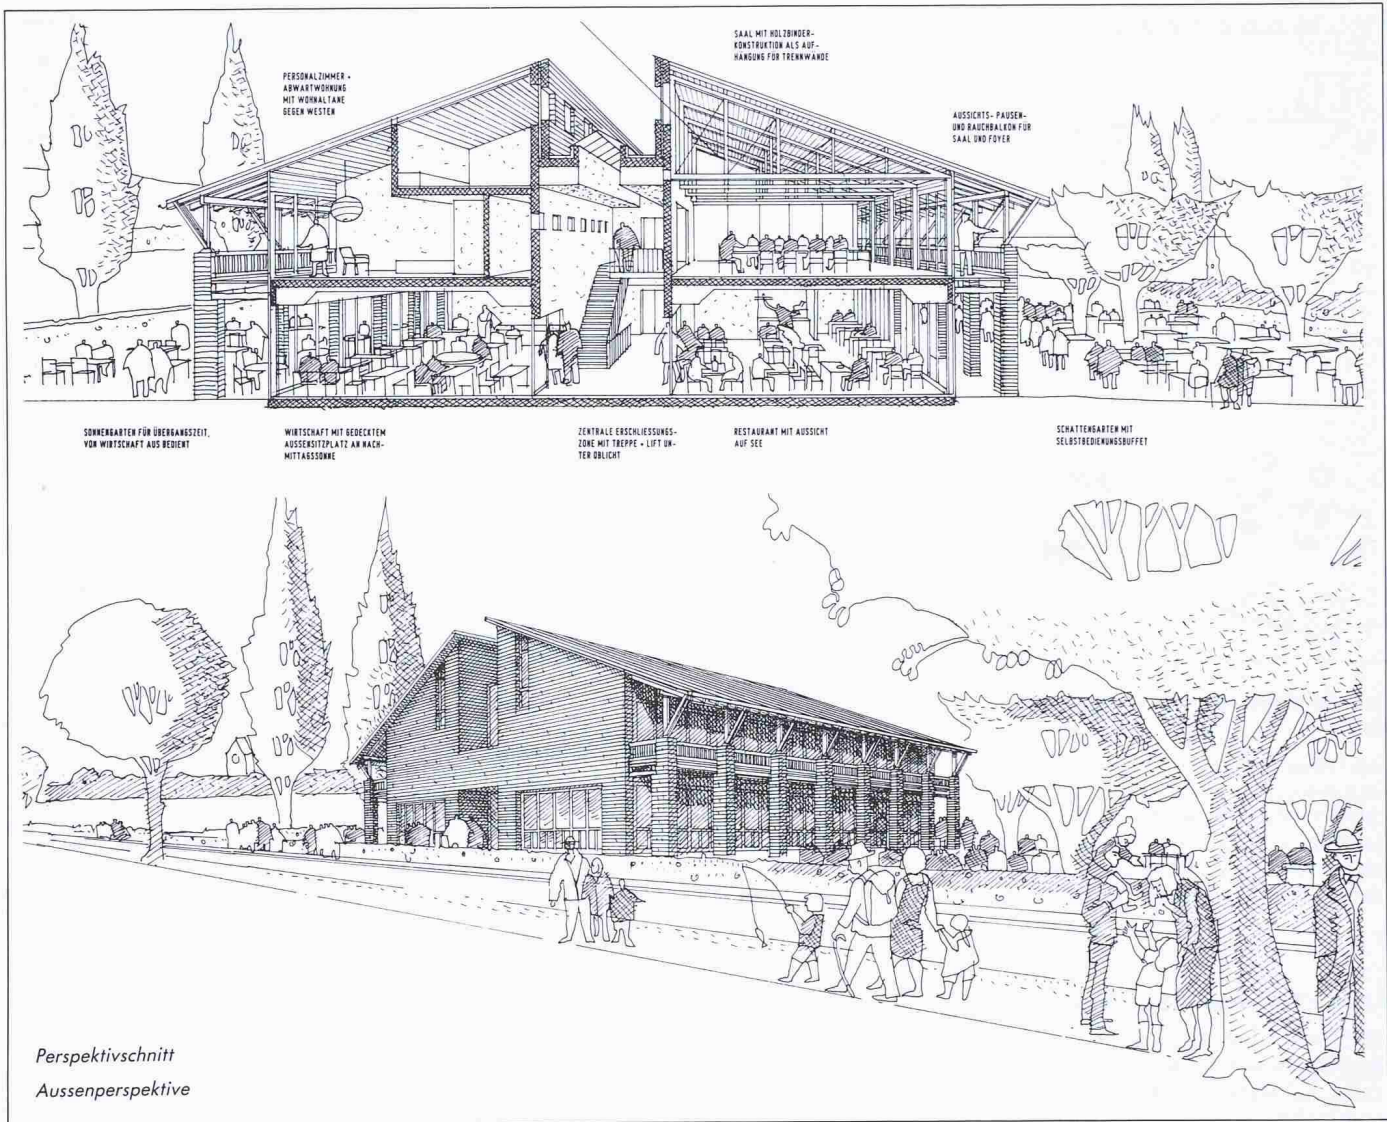 SAAL MIT HOLZBINDER-
KONSTRUKTION ALS AUF-
HÄNGUNG FÜR TRENNWÄNDE
PERSONALZIMMER +
ABWARTWOHNUNG
MIT WOHNALTANE
GEGEN WESTEN
AUSSICHTS- PAUSEN-
UND RAUCHBALKON FÜR
SAAL UND FOYER
SONNENGARTEN FÜR ÜBERGANGSZEIT,
VON WIRTSCHAFT AUS BEDIENT
WIRTSCHAFT MIT GEDECKTEM
AUSSENSITZPLATZ AN NACH-
MITTAGSSONNE
ZENTRALE ERSCHLIESSUNGS-
ZONE MIT TREPPE + LIFT UN-
TER OBLICHT
RESTAURANT MIT AUSSICHT
AUF SEE
SCHATTENGARTEN MIT
SELBSTBEDIENUNGSBUFFET
Perspektivschnitt
Aussenperspektive